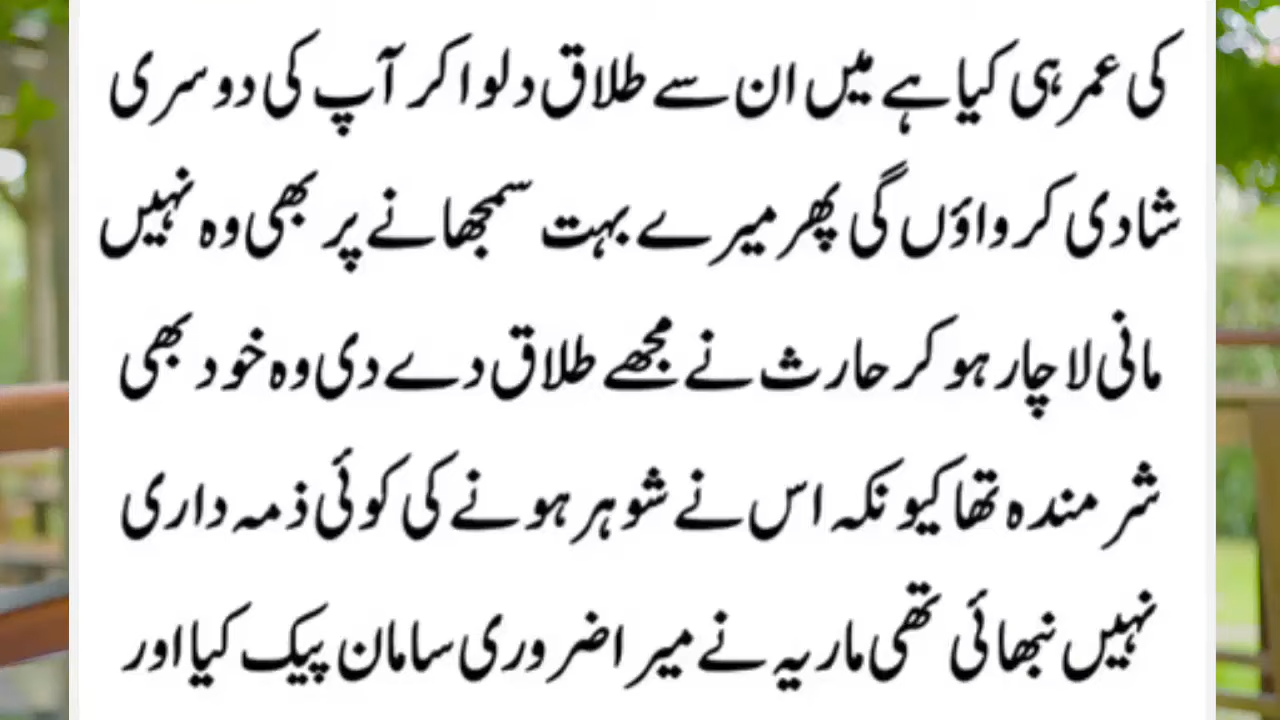 کی عمر ہی کیا ہے میں ان سے طلاق دلوا کر آپ کی دوسری
شادی کرواؤں گی پھر میرے بہت سمجھانے پر بھی وہ نہیں
مانی لاچار ہو کر حارث نے مجھے طلاق دے دی وہ خود بھی
شرمندہ تھا کیونکہ اس نے شوہر ہونے کی کوئی ذمہ داری
نہیں نبھائی تھی ماریہ نے میرا ضروری سامان پیک کیا اور